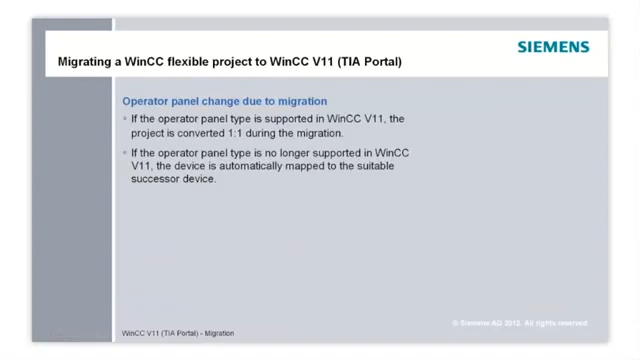 SIEMENS
Migrating a WinCC flexible project to WinCC V11 (TIA Portal)
Operator panel change due to migration
If the operator panel type is supported in WinCC V11, the
project is converted 1:1 during the migration.
If the operator panel type is no longer supported in WinCC
V11, the device is automatically mapped to the suitable
successor device.
© Siemens AG 2012. All rights reserved.
WinCC V11 (TIA Portal) - Migration